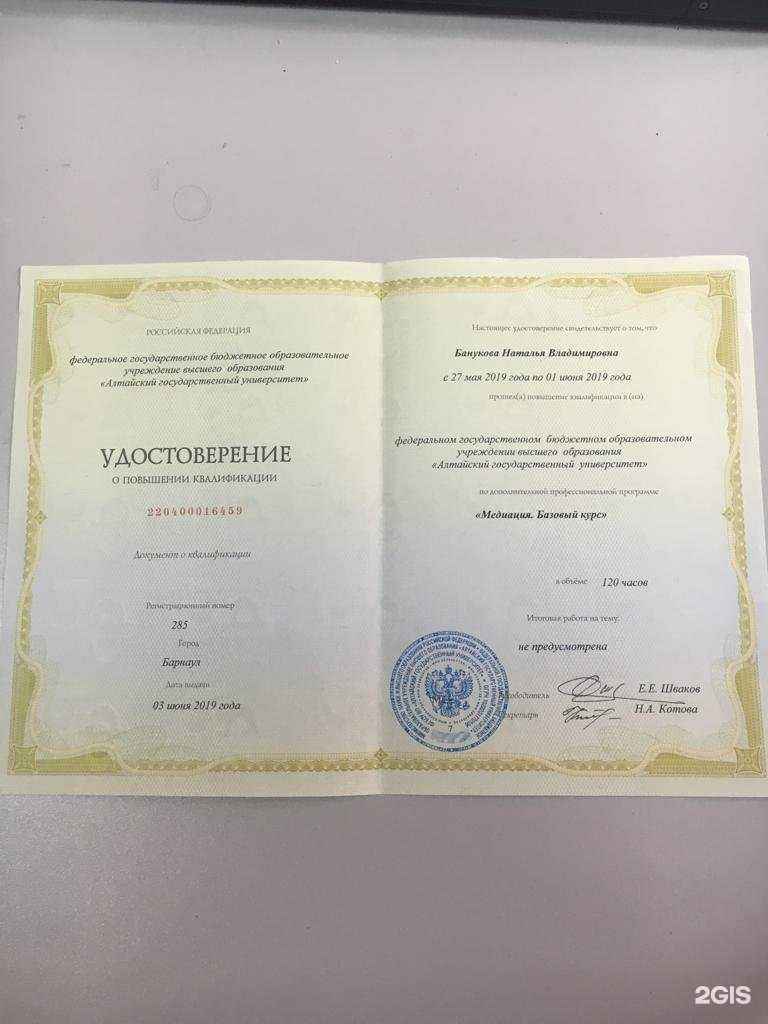 РОССИЙСКАЯ ФЕДЕРАЦИЯ
федеральное государственное бюджетное образовательное
учреждение высшего образования
«Алтайский государственный университет»
УДОСТОВЕРЕНИЕ
О ПОВЫШЕНИИ КВАЛИФИКАЦИИ
220400016459
Документ о квалификации
Регистрационный номер
285
Город
Барнаул
Дата выдачи
03 июня 2019 года
Настоящее удостоверение свидетельствует о том, что
Банукова Наталья Владимировна
с 27 мая 2019 года по 01 июня 2019 года
прошел(а) повышение квалификации в (на)
федеральном государственном бюджетном образовательном
учреждении высшего образования
«Алтайский государственный университет»
по дополнительной профессиональной программе
«Медиация. Базовый курс»
в объёме 120 часов
Итоговая работа на тему:
не предусмотрена
Руководитель Е.Е. Шваков
Секретарь Н.А. Котова
2GIS